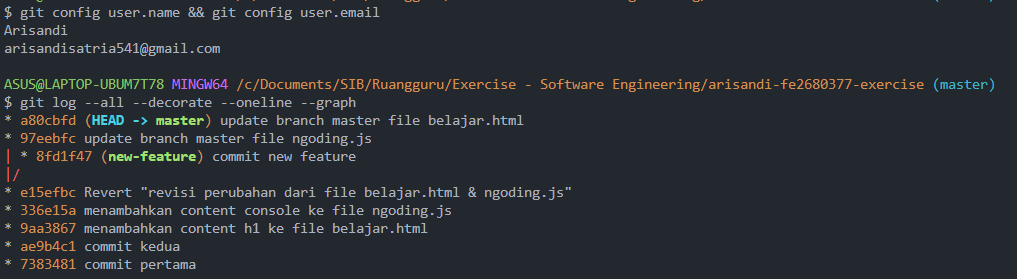 $ git config user.name && git config user.email
Arisandi
arisandisatria541@gmail.com
ASUS@LAPTOP-UBUM7T78 MINGW64 /c/Documents/SIB/Ruangguru/Exercise - Software Engineering/arisandi-fe2680377-exercise (master)
$ git log --all --decorate --oneline --graph
* a80cbfd (HEAD -> master) update branch master file belajar.html
* 97eebfc update branch master file ngoding.js
| * 8fd1f47 (new-feature) commit new feature
|/
* e15efbc Revert "revisi perubahan dari file belajar.html & ngoding.js"
* 336e15a menambahkan content console ke file ngoding.js
* 9aa3867 menambahkan content h1 ke file belajar.html
* ae9b4c1 commit kedua
* 7383481 commit pertama